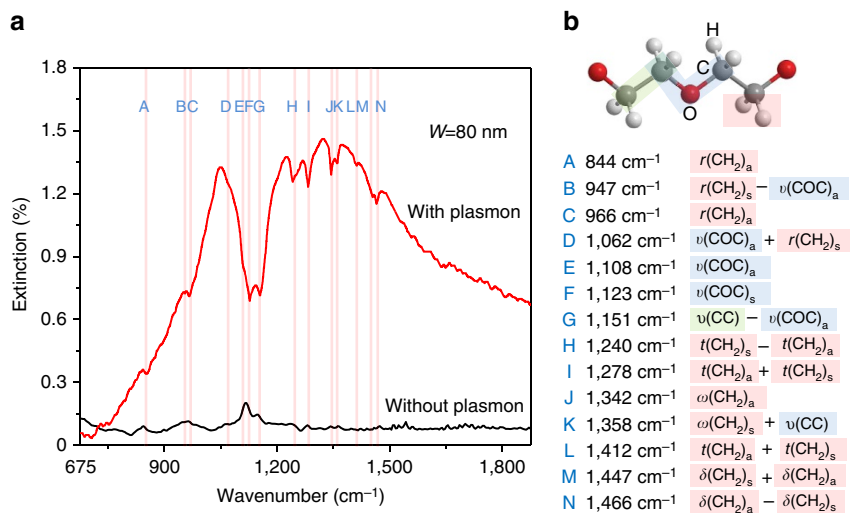 a
1.8
1.5
1.2
0.9
0.6
0.3
0
Extinction (%)
A B C D E F G H I J K L M N
W=80 nm
With plasmon
Without plasmon
675 900 1,200 1,500 1,800
Wavenumber (cm⁻¹)
b
H
C
O
A 844 cm⁻¹ r(CH₂)ₐ
B 947 cm⁻¹ r(CH₂)ₛ − υ(COC)ₐ
C 966 cm⁻¹ r(CH₂)ₐ
D 1,062 cm⁻¹ υ(COC)ₐ + r(CH₂)ₛ
E 1,108 cm⁻¹ υ(COC)ₐ
F 1,123 cm⁻¹ υ(COC)ₛ
G 1,151 cm⁻¹ υ(CC) − υ(COC)ₐ
H 1,240 cm⁻¹ t(CH₂)ₛ − t(CH₂)ₐ
I 1,278 cm⁻¹ t(CH₂)ₐ + t(CH₂)ₛ
J 1,342 cm⁻¹ ω(CH₂)ₐ
K 1,358 cm⁻¹ ω(CH₂)ₛ + υ(CC)
L 1,412 cm⁻¹ t(CH₂)ₐ + t(CH₂)ₛ
M 1,447 cm⁻¹ δ(CH₂)ₛ + δ(CH₂)ₐ
N 1,466 cm⁻¹ δ(CH₂)ₐ − δ(CH₂)ₛ